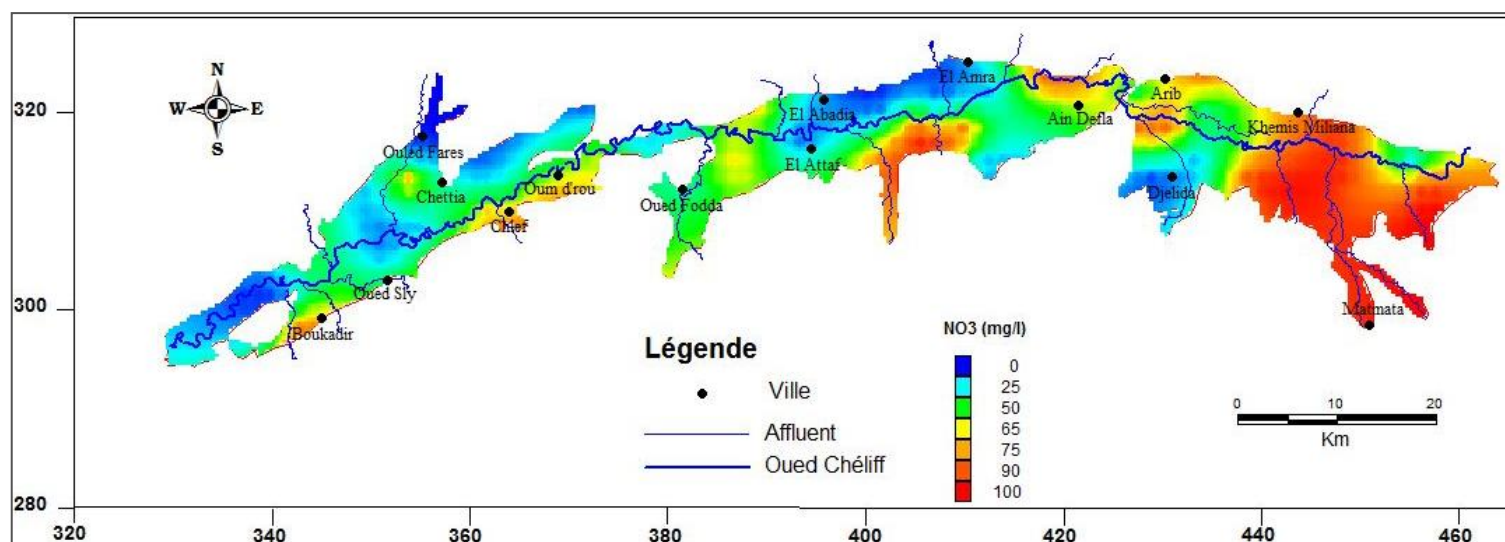 N
W E
S
320
300
280
320 340 360 380 400 420 440 460
Ouled Fares
Chettia
Oum d'rou
Chief
Oued Sly
Boukadir
Oued Fodda
El Abadia
El Attaf
El Amra
Ain Defla
Arib
Khemis Miliana
Djelida
Matmata
Légende
Ville
Affluent
Oued Chéliff
NO3 (mg/l)
0
25
50
65
75
90
100
0 10 20
Km